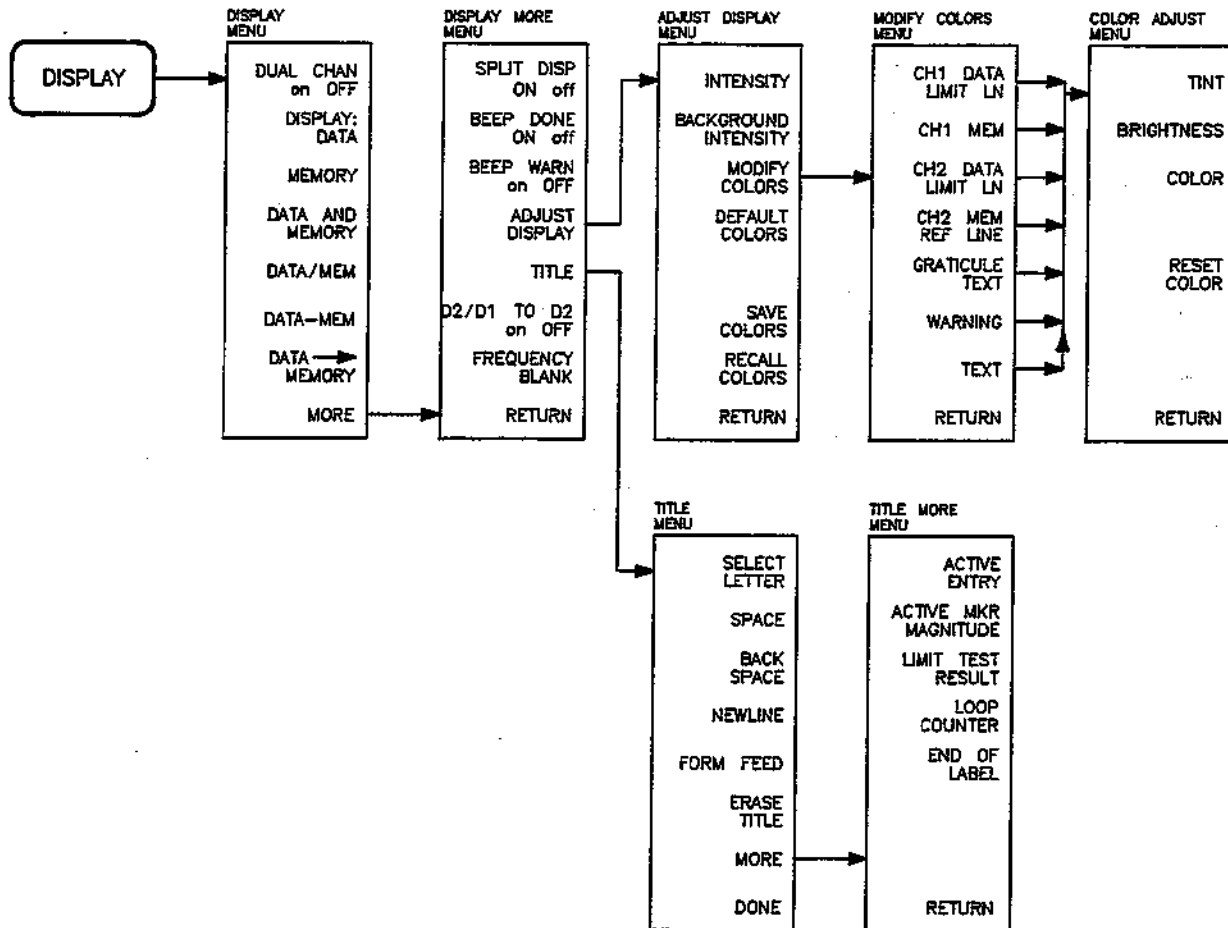 DISPLAY
DISPLAY
MENU
DUAL CHAN
on OFF
DISPLAY:
DATA
MEMORY
DATA AND
MEMORY
DATA/MEM
DATA-MEM
DATA
MEMORY
MORE
DISPLAY MORE
MENU
SPLIT DISP
ON off
BEEP DONE
ON off
BEEP WARN
on OFF
ADJUST
DISPLAY
TITLE
D2/D1 TO D2
on OFF
FREQUENCY
BLANK
RETURN
ADJUST DISPLAY
MENU
INTENSITY
BACKGROUND
INTENSITY
MODIFY
COLORS
DEFAULT
COLORS
SAVE
COLORS
RECALL
COLORS
RETURN
MODIFY COLORS
MENU
CH1 DATA
LIMIT LN
CH1 MEM
CH2 DATA
LIMIT LN
CH2 MEM
REF LINE
GRATICULE
TEXT
WARNING
TEXT
RETURN
COLOR ADJUST
MENU
TINT
BRIGHTNESS
COLOR
RESET
COLOR
RETURN
TITLE
MENU
SELECT
LETTER
SPACE
BACK
SPACE
NEWLINE
FORM FEED
ERASE
TITLE
MORE
DONE
TITLE MORE
MENU
ACTIVE
ENTRY
ACTIVE MKR
MAGNITUDE
LIMIT TEST
RESULT
LOOP
COUNTER
END OF
LABEL
RETURN